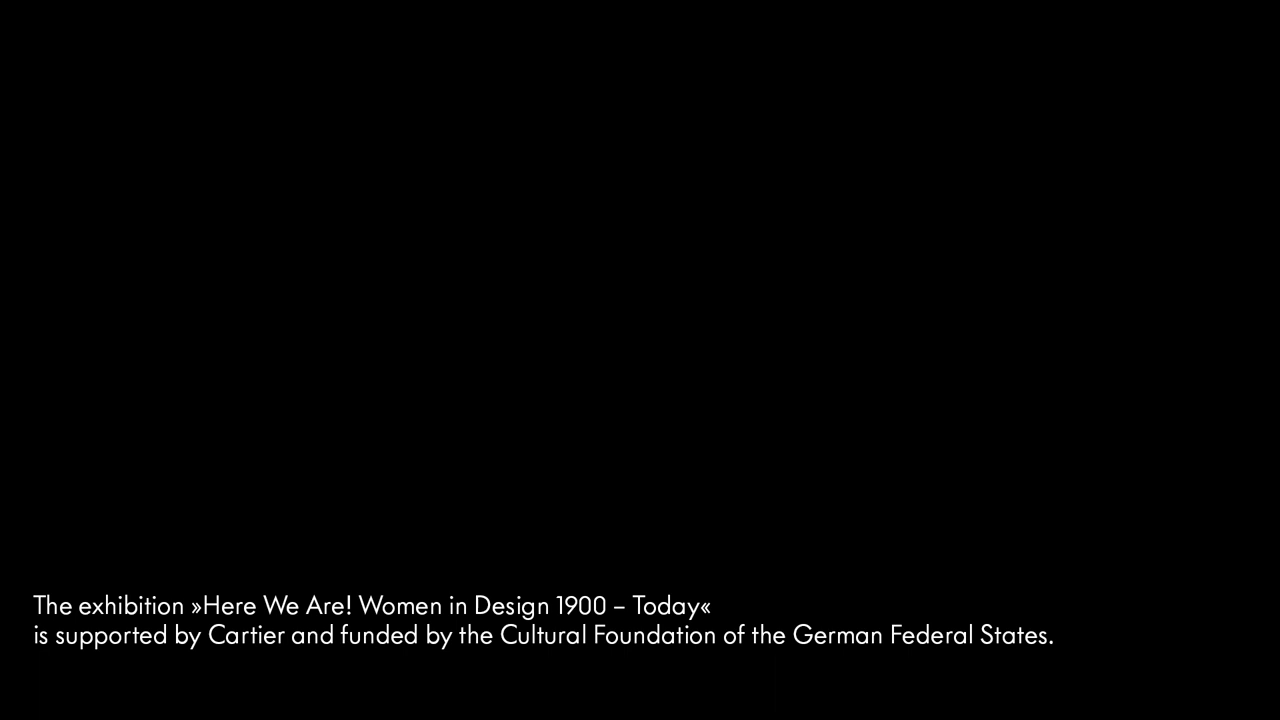 The exhibition »Here We Are! Women in Design 1900 – Today«
is supported by Cartier and funded by the Cultural Foundation of the German Federal States.